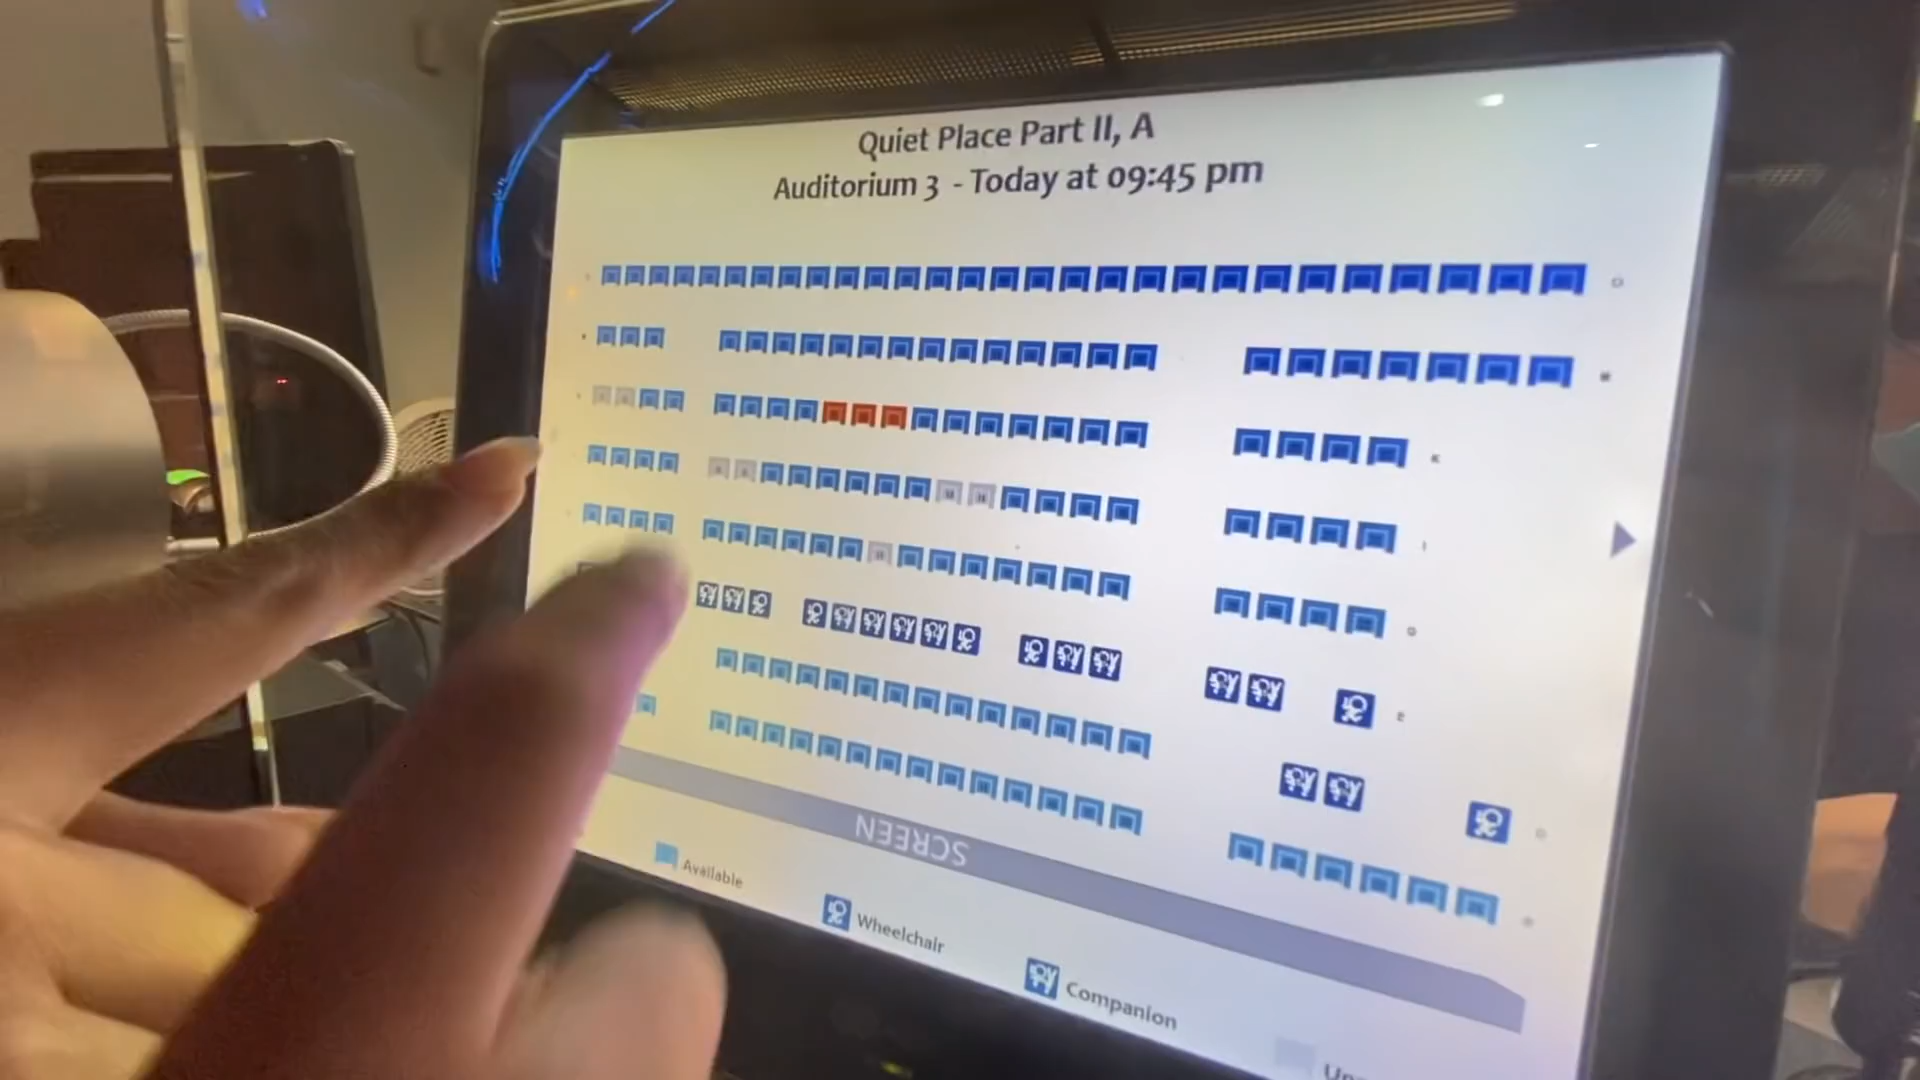 Quiet Place Part II, A
Auditorium 3 - Today at 09:45 pm
SCREEN
Available
Wheelchair
Companion